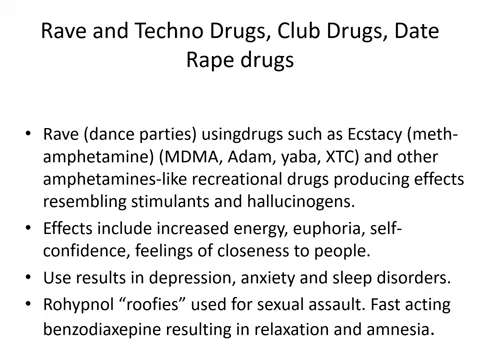 Rave and Techno Drugs, Club Drugs, Date
Rape drugs
• Rave (dance parties) usingdrugs such as Ecstacy (meth-
amphetamine) (MDMA, Adam, yaba, XTC) and other
amphetamines-like recreational drugs producing effects
resembling stimulants and hallucinogens.
• Effects include increased energy, euphoria, self-
confidence, feelings of closeness to people.
• Use results in depression, anxiety and sleep disorders.
• Rohypnol “roofies” used for sexual assault. Fast acting
benzodiaxepine resulting in relaxation and amnesia.